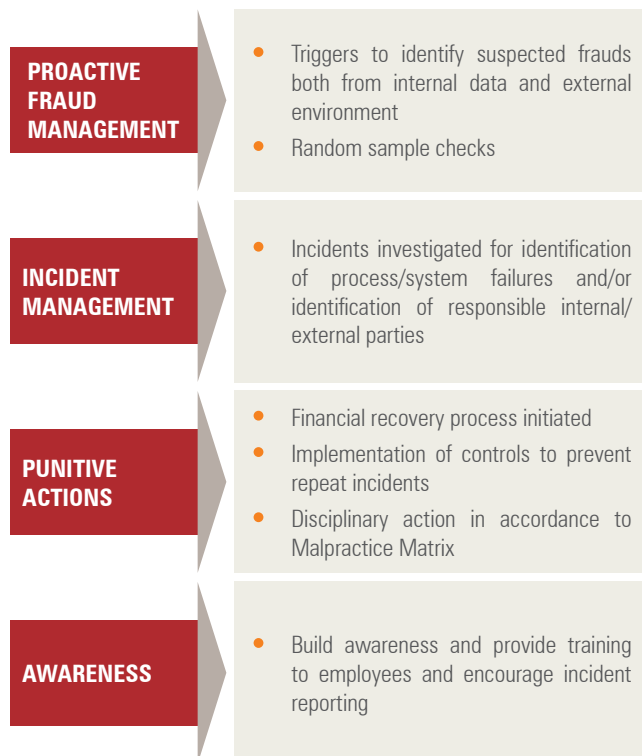 PROACTIVE
FRAUD
MANAGEMENT
• Triggers to identify suspected frauds
both from internal data and external
environment
• Random sample checks
INCIDENT
MANAGEMENT
• Incidents investigated for identification
of process/system failures and/or
identification of responsible internal/
external parties
PUNITIVE
ACTIONS
• Financial recovery process initiated
• Implementation of controls to prevent
repeat incidents
• Disciplinary action in accordance to
Malpractice Matrix
AWARENESS
• Build awareness and provide training
to employees and encourage incident
reporting